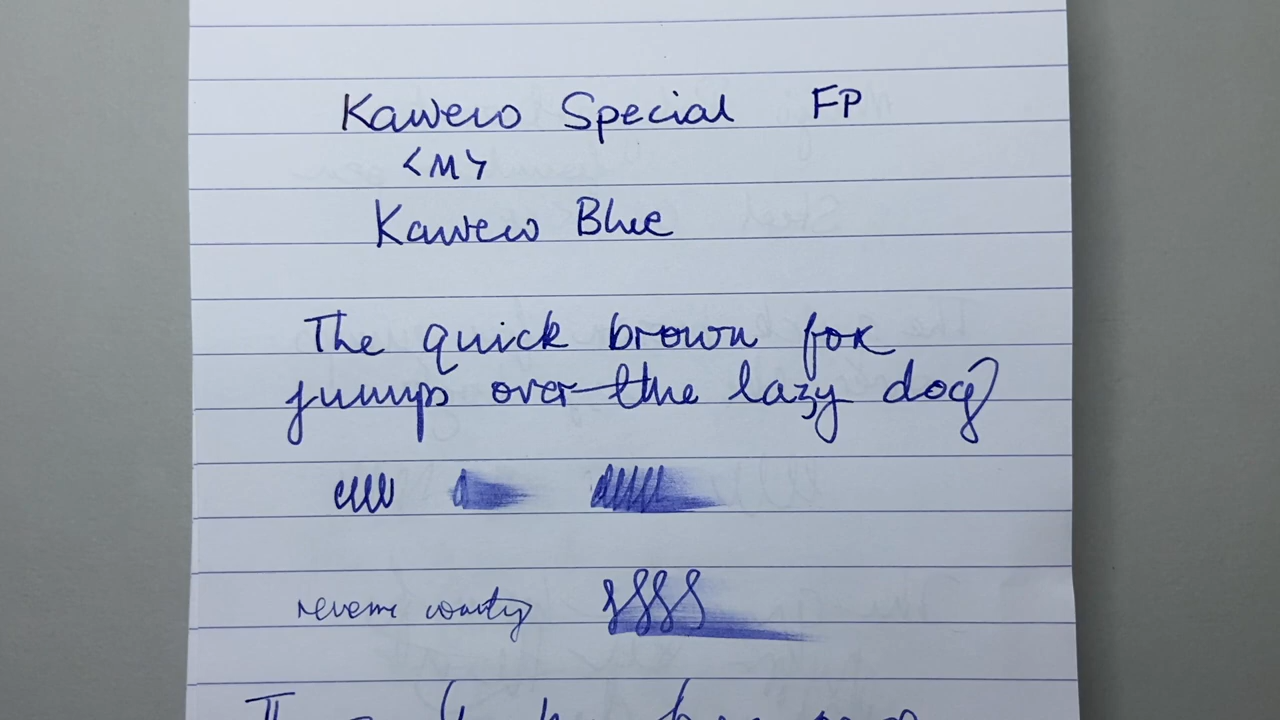 Kaweco Special FP
<M>
Kaweco Blue
The quick brown fox
jumps over the lazy dog
reverse writing